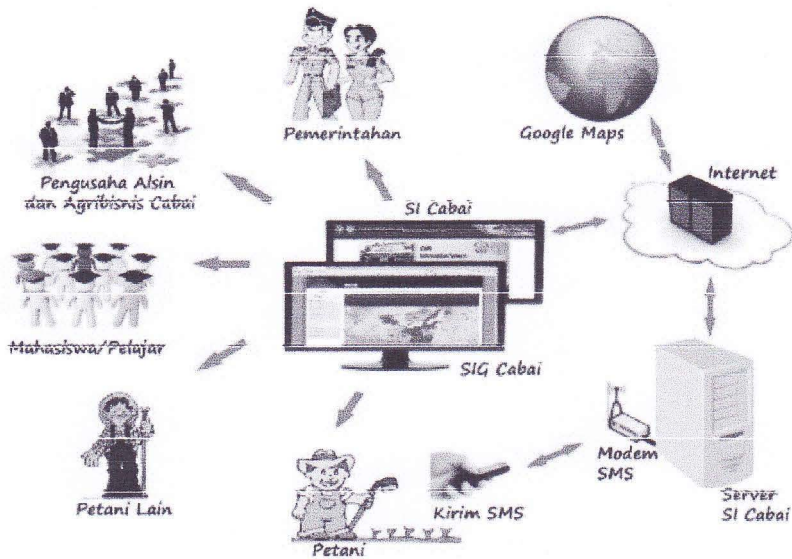 Pemerintahan
Google Maps
Pengusaha Alsin
dan Agribisnis Cabai
Internet
SI Cabai
Mahasiswa/Pelajar
SIG Cabai
Petani Lain
Modem
SMS
Kirim SMS
Server
SI Cabai
Petani